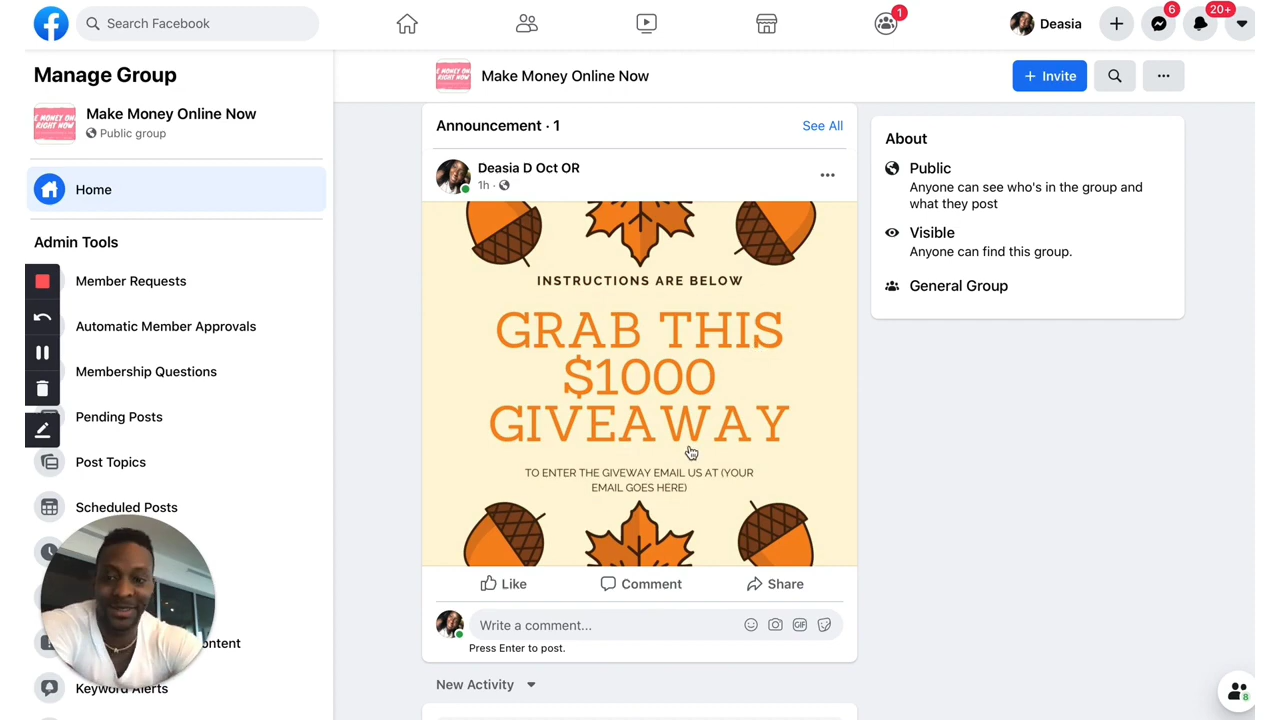 Search Facebook
1
Deasia
6
20+
Manage Group
Make Money Online Now
Public group
Home
Admin Tools
Member Requests
Automatic Member Approvals
Membership Questions
Pending Posts
Post Topics
Scheduled Posts
ontent
Keyword Alerts
Make Money Online Now
+ Invite
Announcement · 1
See All
Deasia D Oct OR
1h ·
INSTRUCTIONS ARE BELOW
GRAB THIS
$1000
GIVEAWAY
TO ENTER THE GIVEWAY EMAIL US AT (YOUR
EMAIL GOES HERE)
Like
Comment
Share
Write a comment...
GIF
Press Enter to post.
New Activity
About
Public
Anyone can see who's in the group and
what they post
Visible
Anyone can find this group.
General Group
8